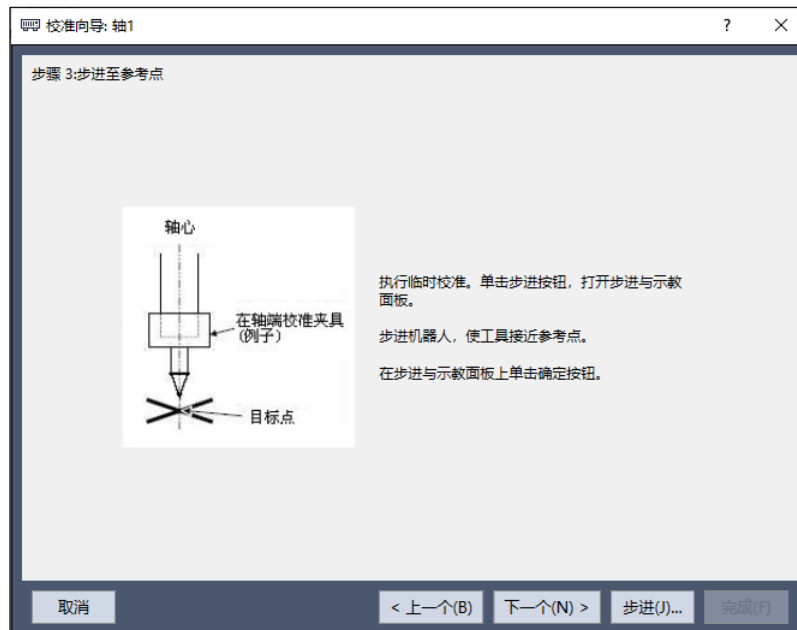 校准向导: 轴1
?
步骤 3:步进至参考点
轴心
在轴端校准夹具
(例子)
目标点
执行临时校准。单击步进按钮，打开步进与示教
面板。
步进机器人，使工具接近参考点。
在步进与示教面板上单击确定按钮。
取消
< 上一个(B)
下一个(N) >
步进(J)...
完成(F)